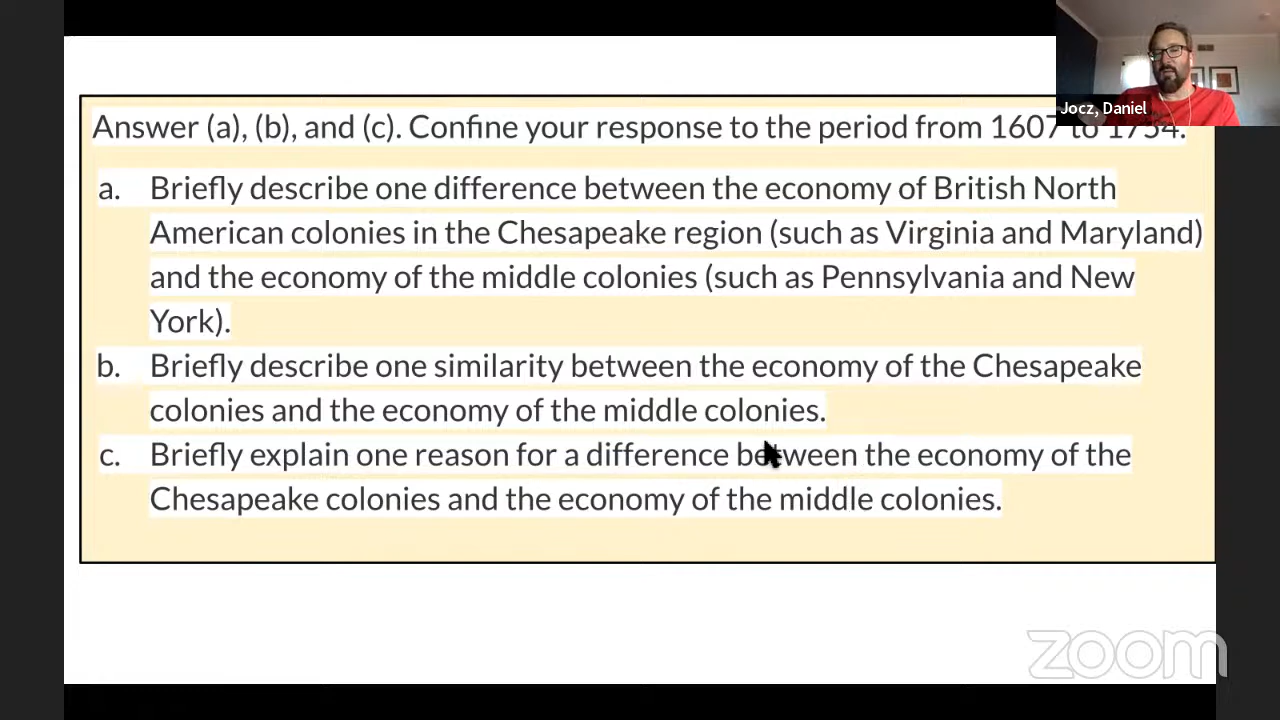 Jocz, Daniel
Answer (a), (b), and (c). Confine your response to the period from 1607 to 1754.
a. Briefly describe one difference between the economy of British North
American colonies in the Chesapeake region (such as Virginia and Maryland)
and the economy of the middle colonies (such as Pennsylvania and New
York).
b. Briefly describe one similarity between the economy of the Chesapeake
colonies and the economy of the middle colonies.
c. Briefly explain one reason for a difference between the economy of the
Chesapeake colonies and the economy of the middle colonies.
zoom